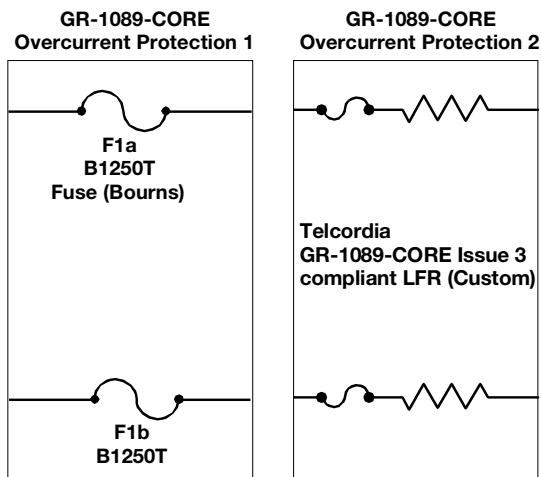 GR-1089-CORE
Overcurrent Protection 1
F1a
B1250T
Fuse (Bourns)
F1b
B1250T
GR-1089-CORE
Overcurrent Protection 2
Telcordia
GR-1089-CORE Issue 3
compliant LFR (Custom)